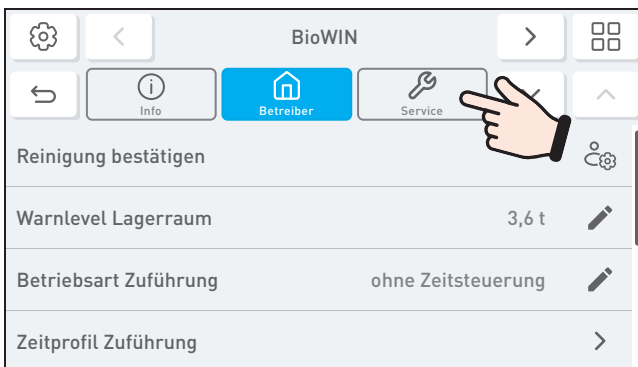 BioWIN
Info Betreiber Service
Reinigung bestätigen
Warnlevel Lagerraum 3,6 t
Betriebsart Zuführung ohne Zeitsteuerung
Zeitprofil Zuführung